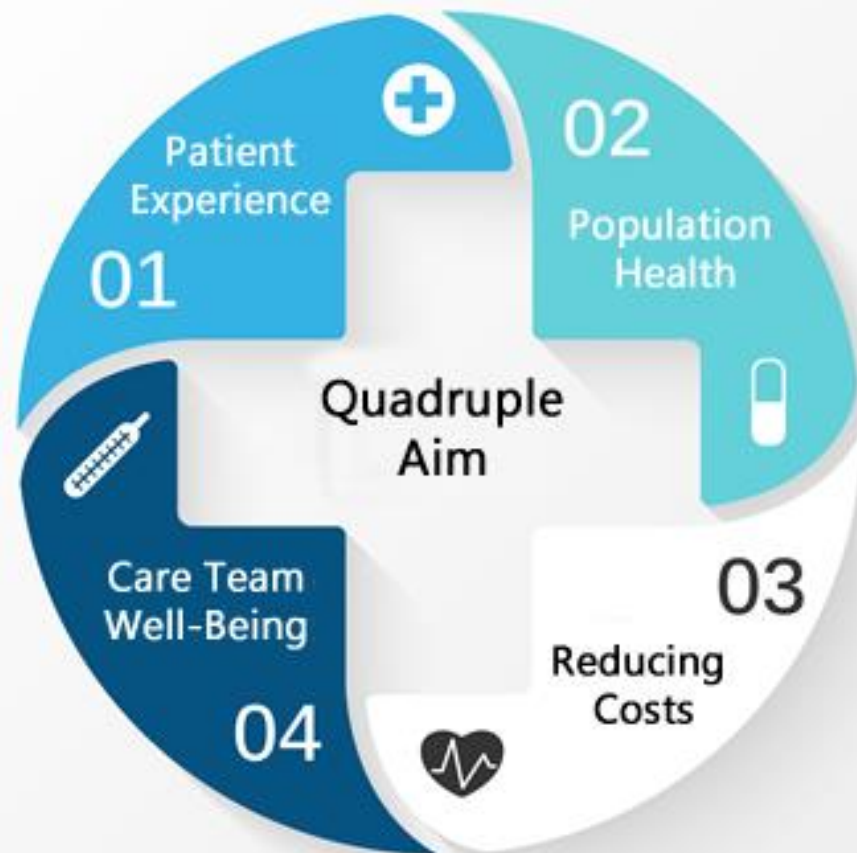 Patient
Experience
01
02
Population
Health
Quadruple
Aim
03
Reducing
Costs
Care Team
Well-Being
04